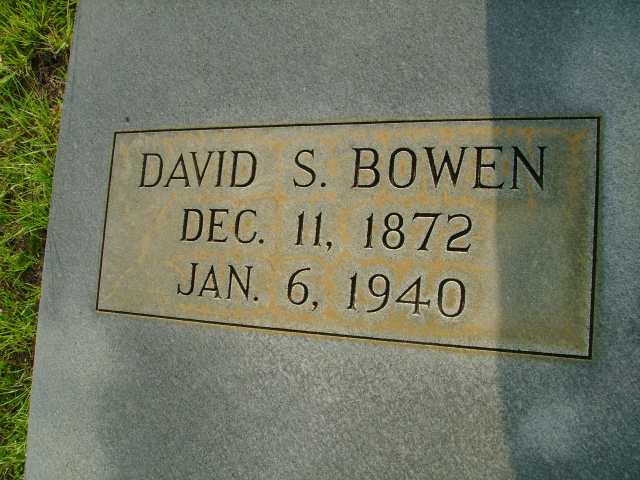 DAVID S. BOWEN
DEC. 11, 1872
JAN. 6, 1940